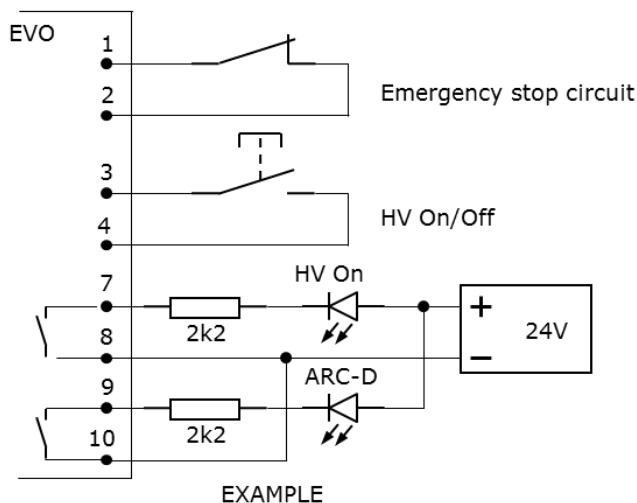 EVO
1
2
Emergency stop circuit
3
4
HV On/Off
7
HV On
2k2
+
8
24V
−
9
ARC-D
10
2k2
EXAMPLE